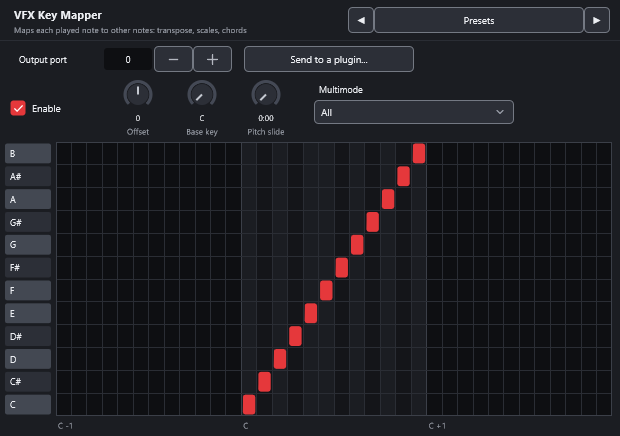 VFX Key Mapper
Maps each played note to other notes: transpose, scales, chords
Presets
Output port
0
Send to a plugin...
Enable
0
Offset
C
Base key
0:00
Pitch slide
Multimode
All
B
A#
A
G#
G
F#
F
E
D#
D
C#
C
C -1
C
C +1